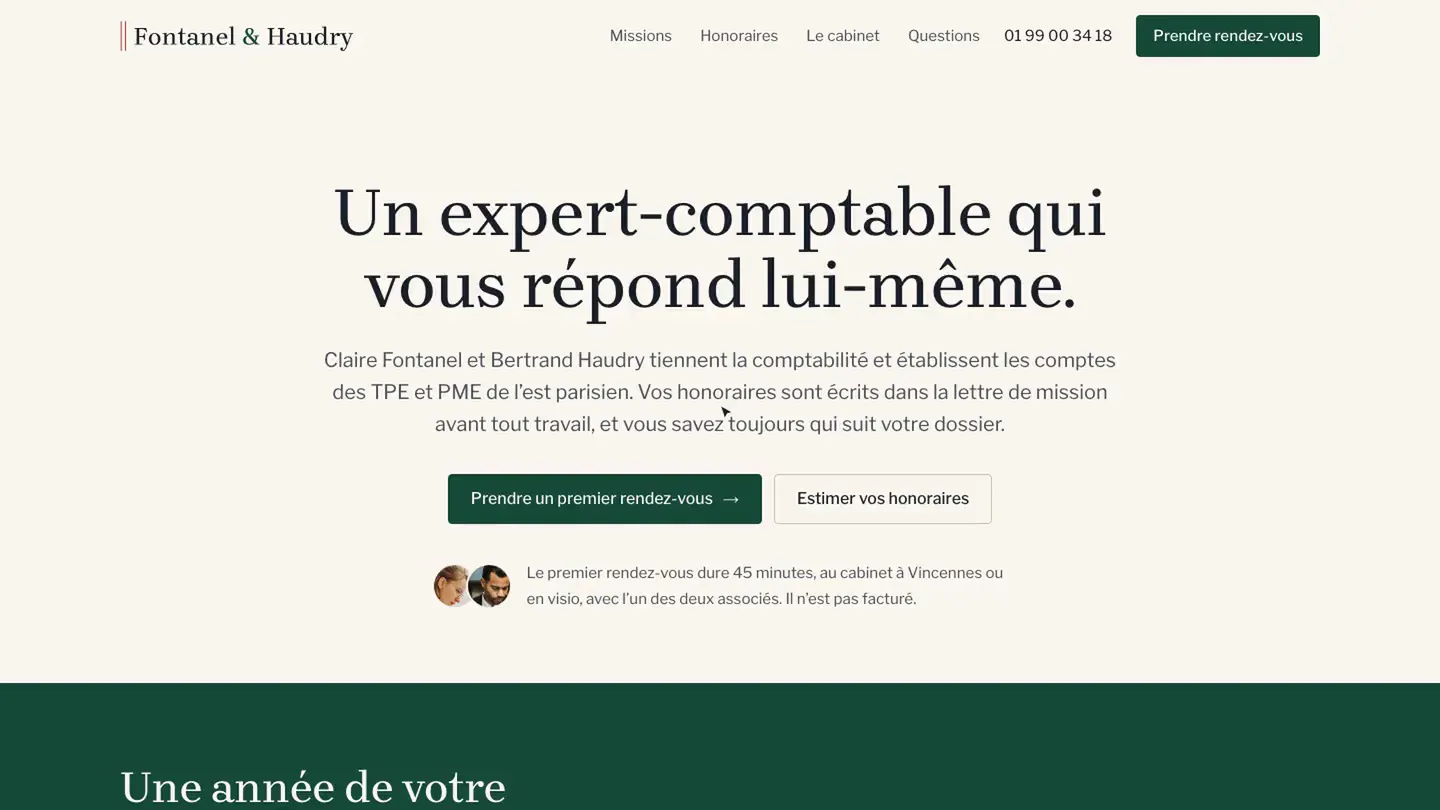 Fontanel & Haudry
Missions
Honoraires
Le cabinet
Questions
01 99 00 34 18
Prendre rendez-vous
Un expert-comptable qui
vous répond lui-même.
Claire Fontanel et Bertrand Haudry tiennent la comptabilité et établissent les comptes
des TPE et PME de l’est parisien. Vos honoraires sont écrits dans la lettre de mission
avant tout travail, et vous savez toujours qui suit votre dossier.
Prendre un premier rendez-vous →
Estimer vos honoraires
Le premier rendez-vous dure 45 minutes, au cabinet à Vincennes ou
en visio, avec l’un des deux associés. Il n’est pas facturé.
Une année de votre